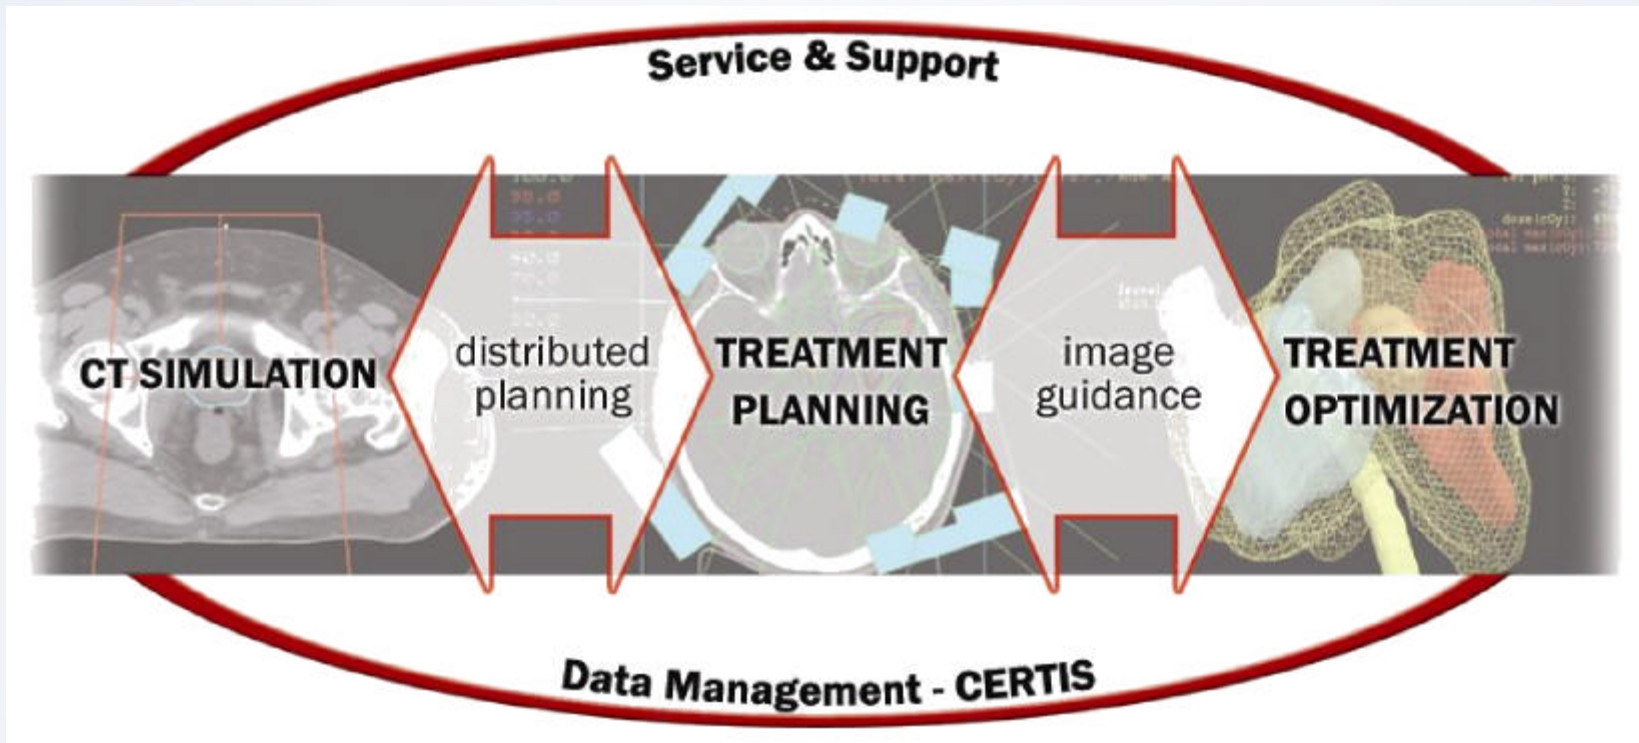 Service & Support
CT SIMULATION
distributed
planning
TREATMENT
PLANNING
image
guidance
TREATMENT
OPTIMIZATION
Data Management - CERTIS